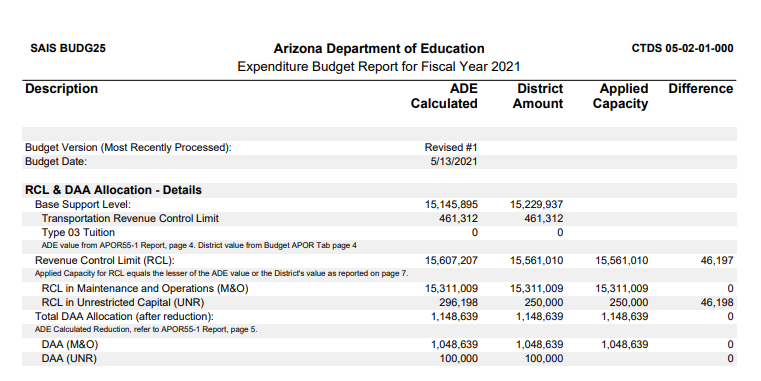 SAIS BUDG25 Arizona Department of Education CTDS 05-02-01-000
Expenditure Budget Report for Fiscal Year 2021
Description ADE Calculated District Amount Applied Capacity Difference
Budget Version (Most Recently Processed): Revised #1
Budget Date: 5/13/2021
RCL & DAA Allocation - Details
Base Support Level: 15,145,895 15,229,937
Transportation Revenue Control Limit 461,312 461,312
Type 03 Tuition 0 0
ADE value from APOR55-1 Report, page 4. District value from Budget APOR Tab page 4
Revenue Control Limit (RCL): 15,607,207 15,561,010 15,561,010 46,197
Applied Capacity for RCL equals the lesser of the ADE value or the District's value as reported on page 7.
RCL in Maintenance and Operations (M&O) 15,311,009 15,311,009 15,311,009 0
RCL in Unrestricted Capital (UNR) 296,198 250,000 250,000 46,198
Total DAA Allocation (after reduction): 1,148,639 1,148,639 1,148,639 0
ADE Calculated Reduction, refer to APOR55-1 Report, page 5.
DAA (M&O) 1,048,639 1,048,639 1,048,639 0
DAA (UNR) 100,000 100,000 0